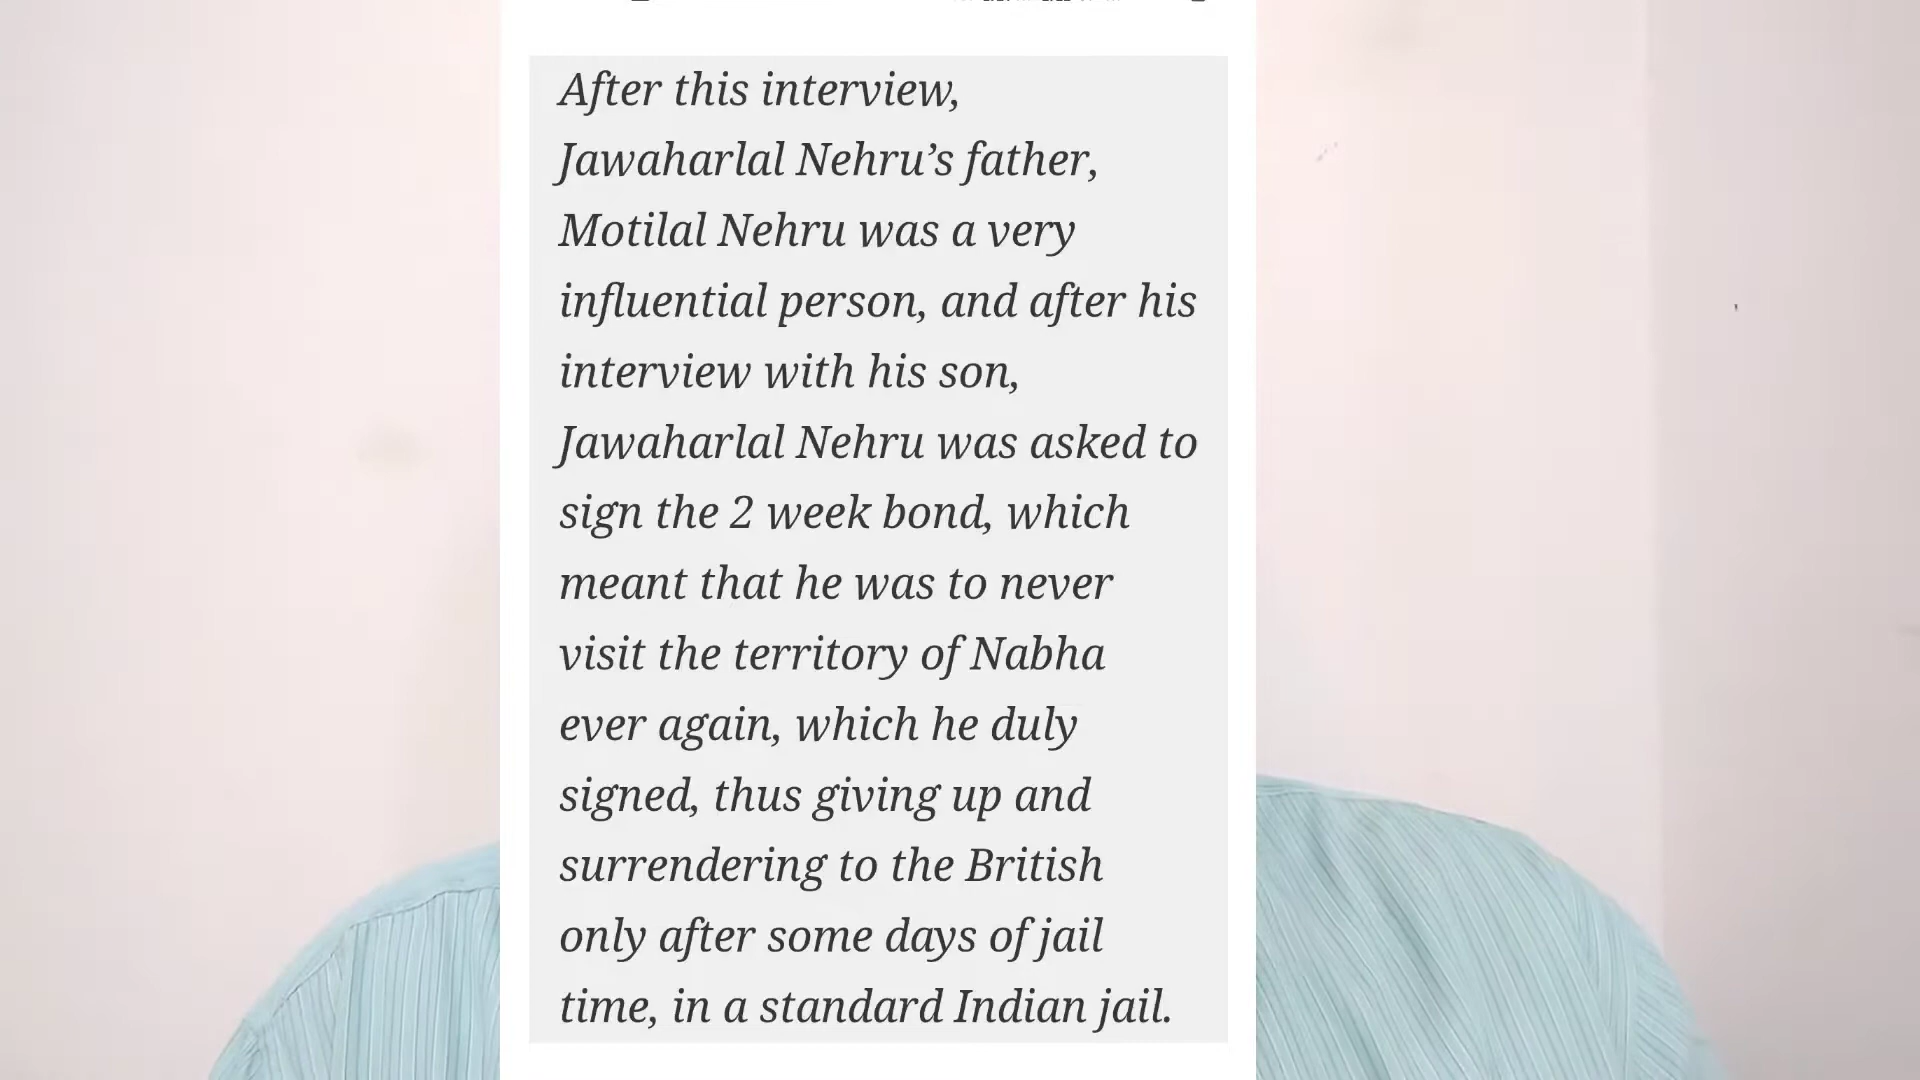 After this interview,
Jawaharlal Nehru’s father,
Motilal Nehru was a very
influential person, and after his
interview with his son,
Jawaharlal Nehru was asked to
sign the 2 week bond, which
meant that he was to never
visit the territory of Nabha
ever again, which he duly
signed, thus giving up and
surrendering to the British
only after some days of jail
time, in a standard Indian jail.